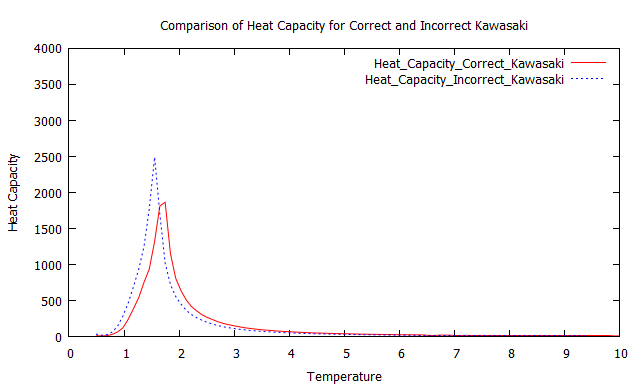 Comparison of Heat Capacity for Correct and Incorrect Kawasaki
4000
3500
3000
2500
2000
1500
1000
500
0
Heat Capacity
Heat_Capacity_Correct_Kawasaki
Heat_Capacity_Incorrect_Kawasaki
0 1 2 3 4 5 6 7 8 9 10
Temperature